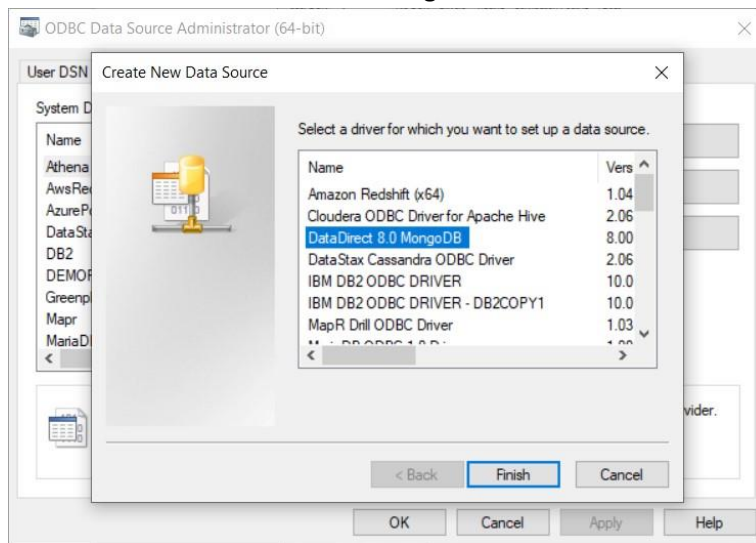 ODBC Data Source Administrator (64-bit)
User DSN
Create New Data Source
System D
Name
Athena
AwsRe
AzureP
DataSta
DB2
DEMOF
Greenpl
Mapr
MariaDI
Select a driver for which you want to set up a data source.
Name Vers
Amazon Redshift (x64) 1.04
Cloudera ODBC Driver for Apache Hive 2.06
DataDirect 8.0 MongoDB 8.00
DataStax Cassandra ODBC Driver 2.06
IBM DB2 ODBC DRIVER 10.0
IBM DB2 ODBC DRIVER - DB2COPY1 10.0
MapR Drill ODBC Driver 1.03
vider.
< Back Finish Cancel
OK Cancel Apply Help